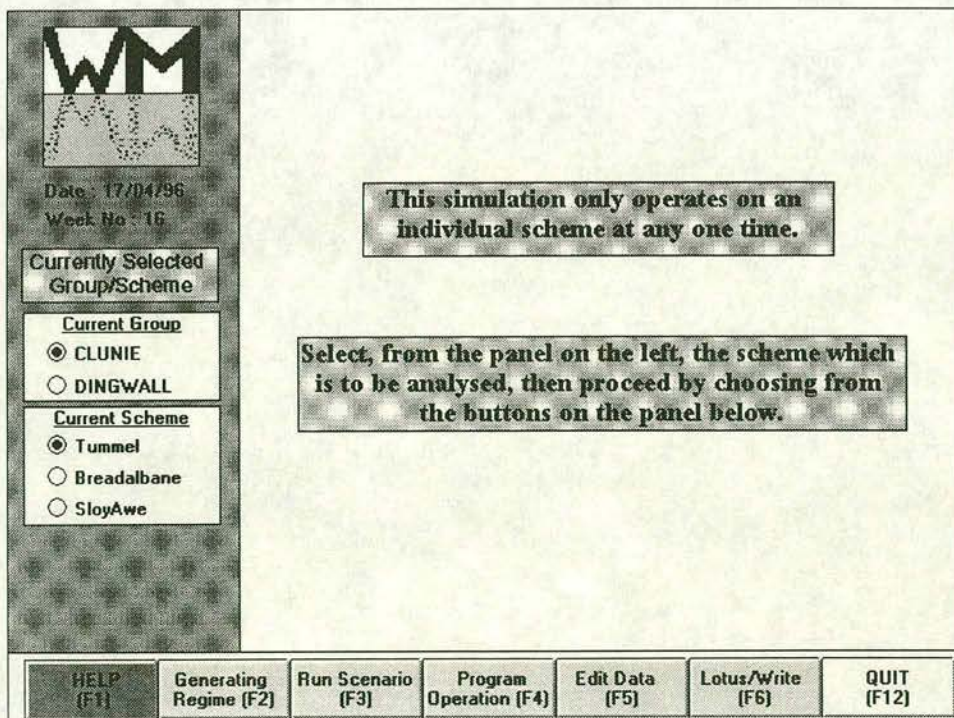 WM
Date : 17/04/96
Week No : 16
Currently Selected
Group/Scheme
Current Group
CLUNIE
DINGWALL
Current Scheme
Tummel
Breadalbane
SloyAwe
This simulation only operates on an
individual scheme at any one time.
Select, from the panel on the left, the scheme which
is to be analysed, then proceed by choosing from
the buttons on the panel below.
HELP
(F1)
Generating
Regime (F2)
Run Scenario
(F3)
Program
Operation (F4)
Edit Data
(F5)
Lotus/Write
(F6)
QUIT
(F12)